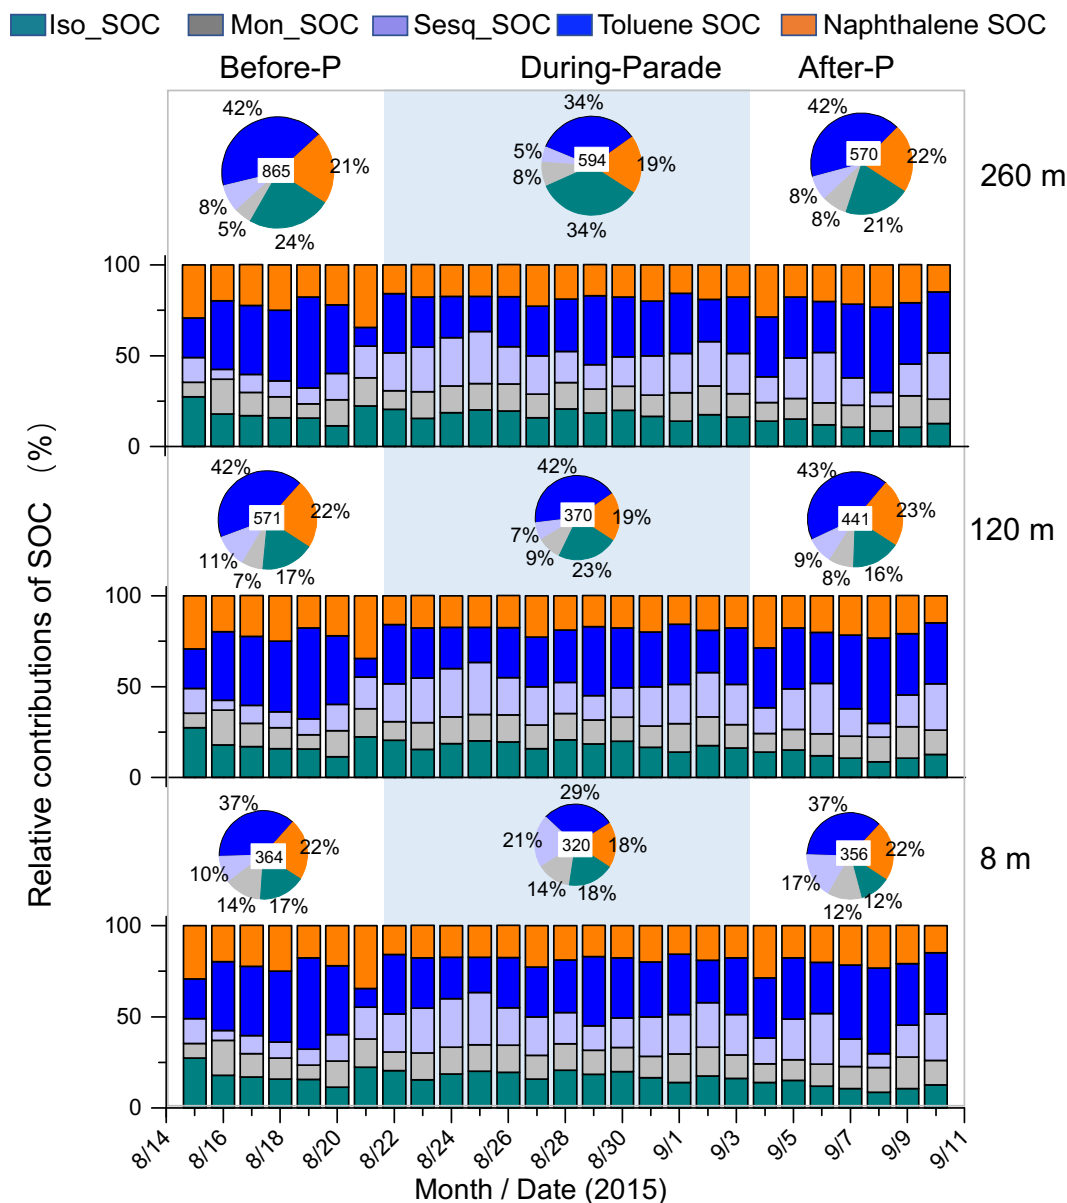 Iso_SOC Mon_SOC Sesq_SOC Toluene SOC Naphthalene SOC
Before-P During-Parade After-P
42% 21% 24% 5% 8% 865
34% 19% 34% 8% 5% 594
42% 22% 21% 8% 8% 570
260 m
100
50
0
42% 22% 17% 7% 11% 571
42% 19% 23% 9% 7% 370
43% 23% 16% 8% 9% 441
120 m
100
50
0
37% 22% 17% 14% 10% 364
29% 18% 18% 14% 21% 320
37% 22% 12% 12% 17% 356
8 m
100
50
0
Relative contributions of SOC (%)
8/14 8/16 8/18 8/20 8/22 8/24 8/26 8/28 8/30 9/1 9/3 9/5 9/7 9/9 9/11
Month / Date (2015)